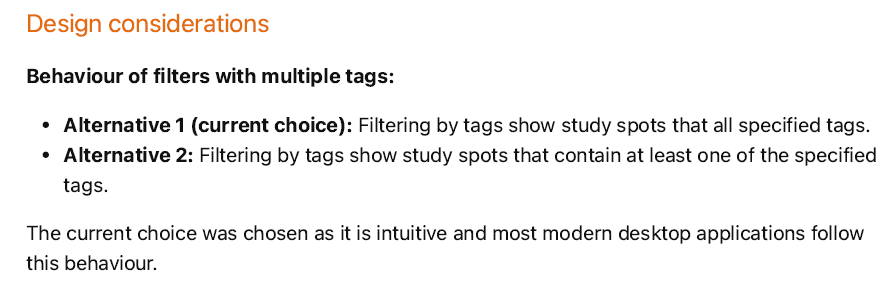 Design considerations
Behaviour of filters with multiple tags:
• Alternative 1 (current choice): Filtering by tags show study spots that all specified tags.
• Alternative 2: Filtering by tags show study spots that contain at least one of the specified
tags.
The current choice was chosen as it is intuitive and most modern desktop applications follow
this behaviour.